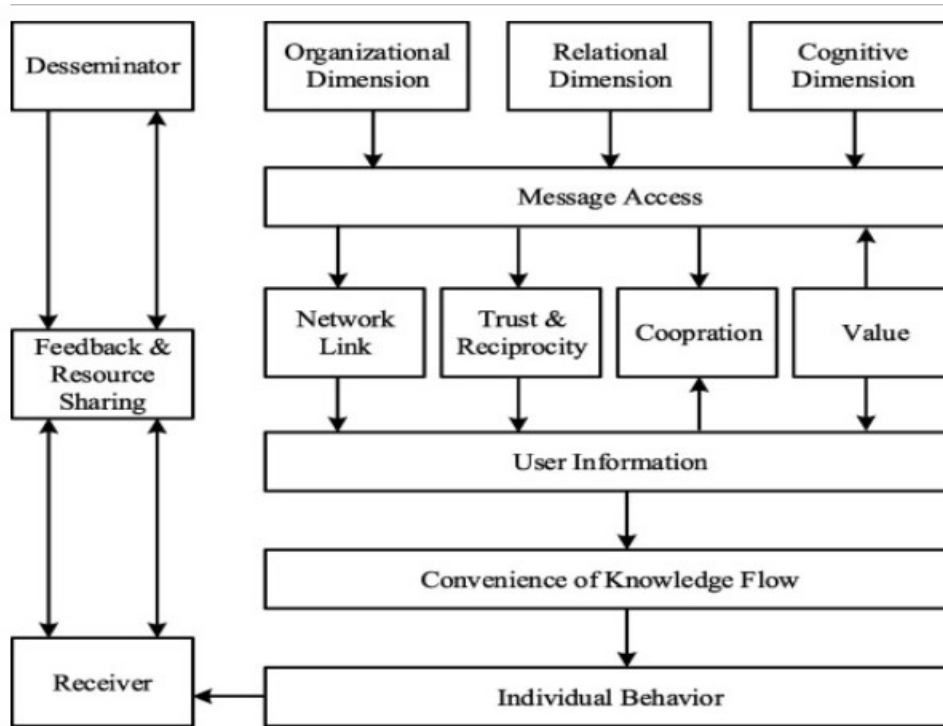 Desseminator
Organizational
Dimension
Relational
Dimension
Cognitive
Dimension
Message Access
Network
Link
Trust &
Reciprocity
Coopration
Value
Feedback &
Resource
Sharing
User Information
Convenience of Knowledge Flow
Receiver
Individual Behavior